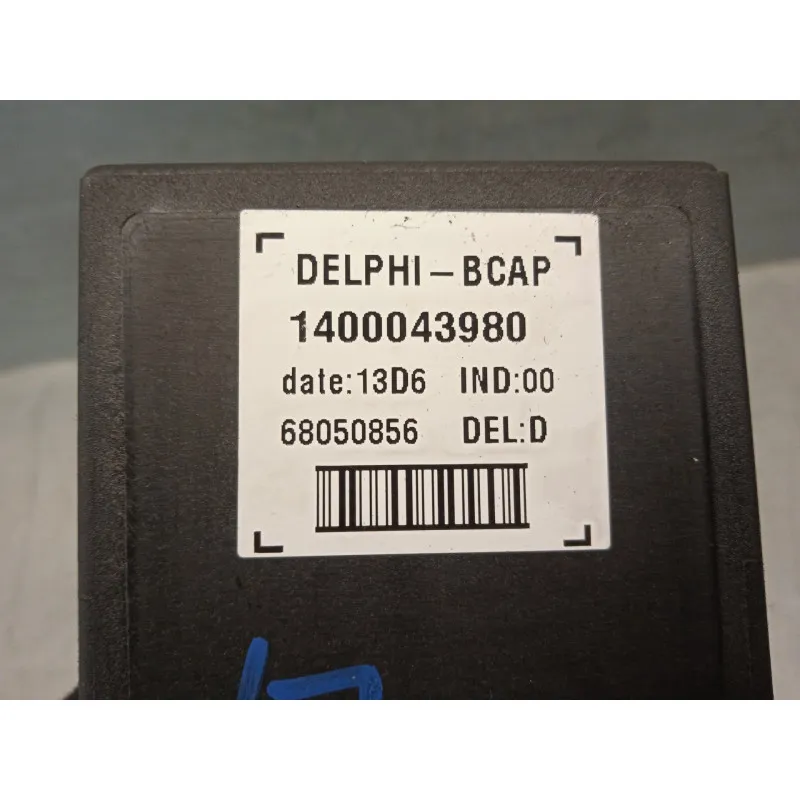 DELPHI-BCAP
1400043980
date:13D6 IND:00
68050856 DEL:D